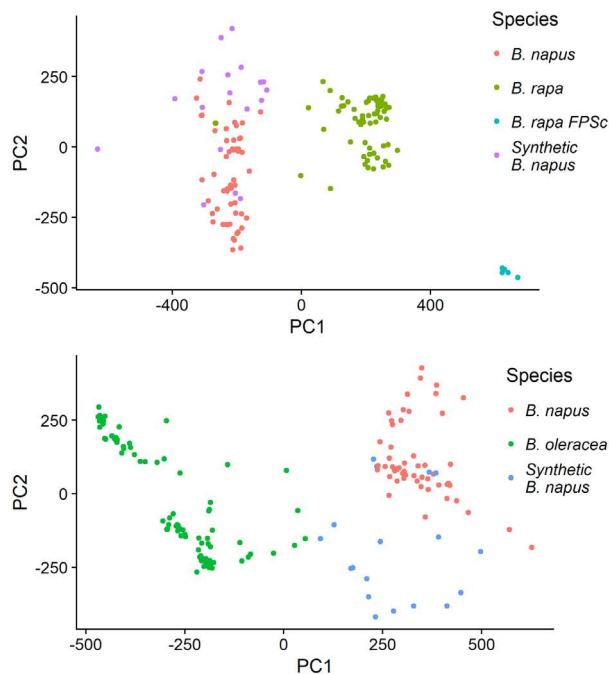 Species
B. napus
B. rapa
B. rapa FPSc
Synthetic
B. napus
250
0
-250
-500
PC2
-400
0
400
PC1
Species
B. napus
B. oleracea
Synthetic
B. napus
250
0
-250
PC2
-500
-250
0
250
500
PC1